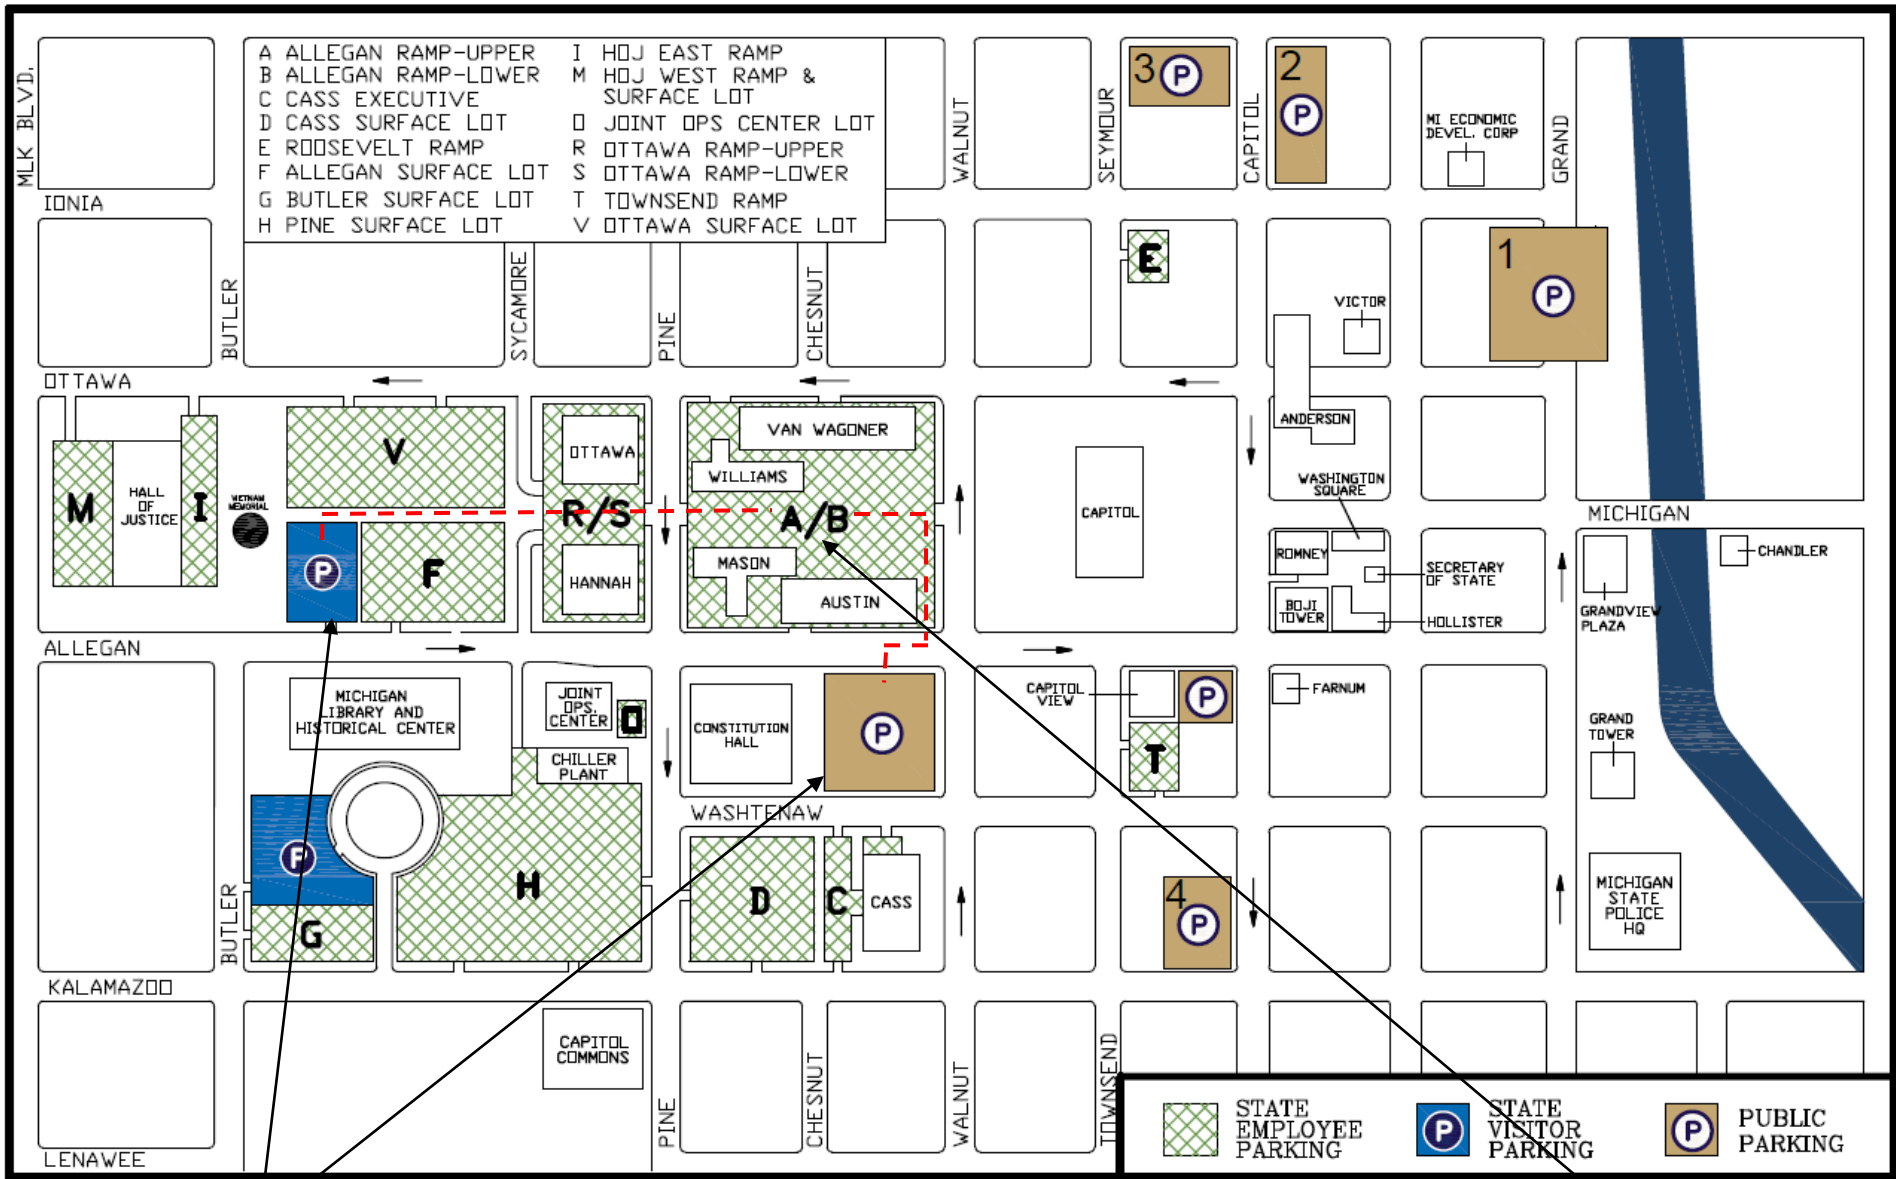 A ALLEGAN RAMP-UPPER
B ALLEGAN RAMP-LOWER
C CASS EXECUTIVE
D CASS SURFACE LOT
E ROOSEVELT RAMP
F ALLEGAN SURFACE LOT
G BUTLER SURFACE LOT
H PINE SURFACE LOT
I HOJ EAST RAMP
M HOJ WEST RAMP &
SURFACE LOT
O JOINT OPS CENTER LOT
R OTTAWA RAMP-UPPER
S OTTAWA RAMP-LOWER
T TOWNSEND RAMP
V OTTAWA SURFACE LOT
MLK BLVD.
WALNUT
SEYMOUR
3
P
CAPITOL
2
P
MI ECONOMIC
DEVEL. CORP
GRAND
IONIA
BUTLER
SYCAMORE
PINE
CHESNUT
E
VICTOR
1
P
OTTAWA
M
HALL
OF
JUSTICE
I
VIETNAM
MEMORIAL
V
P
F
OTTAWA
R/S
HANNAH
VAN WAGONER
WILLIAMS
A/B
MASON
AUSTIN
CAPITOL
ANDERSON
WASHINGTON
SQUARE
ROMNEY
SECRETARY
OF STATE
BOJI
TOWER
HOLLISTER
MICHIGAN
CHANDLER
GRANDVIEW
PLAZA
ALLEGAN
MICHIGAN
LIBRARY AND
HISTORICAL CENTER
JOINT
OPS.
CENTER
O
CHILLER
PLANT
CONSTITUTION
HALL
P
CAPITOL
VIEW
P
T
FARNUM
GRAND
TOWER
WASHTENAW
P
G
H
BUTLER
D
C
CASS
4
P
MICHIGAN
STATE
POLICE
HQ
KALAMAZOO
CAPITOL
COMMONS
PINE
CHESNUT
WALNUT
TOWNSEND
LENAWEE
STATE
EMPLOYEE
PARKING
P
STATE
VISITOR
PARKING
P
PUBLIC
PARKING